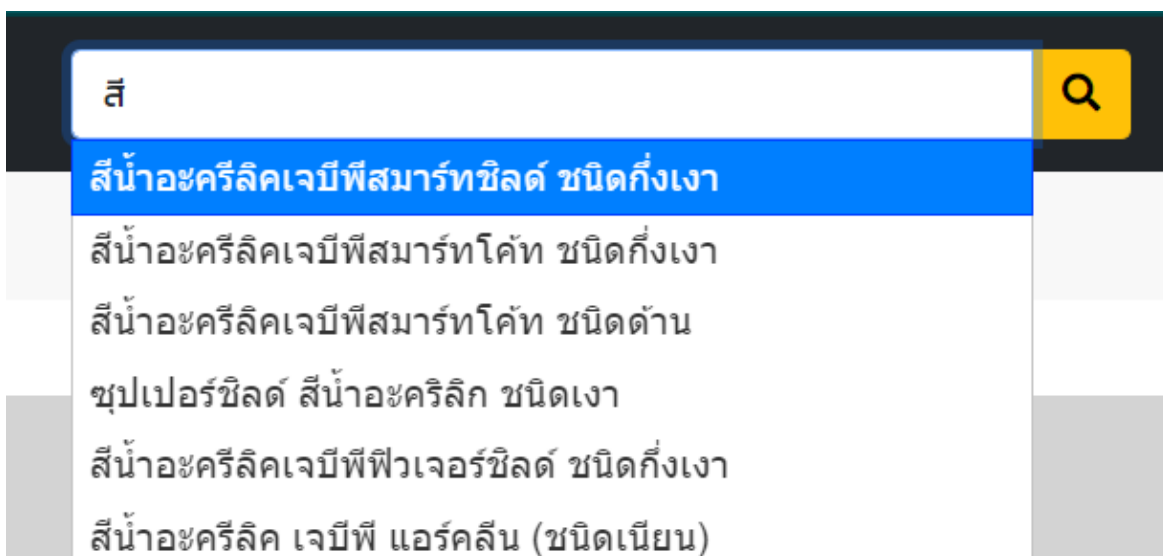 สี
สีน้ำอะครีลิคเจบีพีสมาร์ทชิลด์ ชนิดกึ่งเงา
สีน้ำอะครีลิคเจบีพีสมาร์ทโค้ท ชนิดกึ่งเงา
สีน้ำอะครีลิคเจบีพีสมาร์ทโค้ท ชนิดด้าน
ซุปเปอร์ชิลด์ สีน้ำอะคริลิก ชนิดเงา
สีน้ำอะครีลิคเจบีพีฟิวเจอร์ชิลด์ ชนิดกึ่งเงา
สีน้ำอะครีลิค เจบีพี แอร์คลีน (ชนิดเนียน)